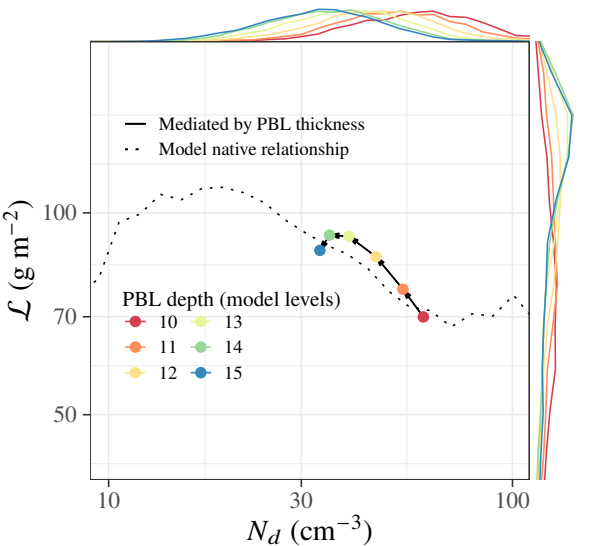 Mediated by PBL thickness
Model native relationship
100
70
50
ℒ (g m⁻²)
PBL depth (model levels)
10 13
11 14
12 15
10 30 100
N_d (cm⁻³)